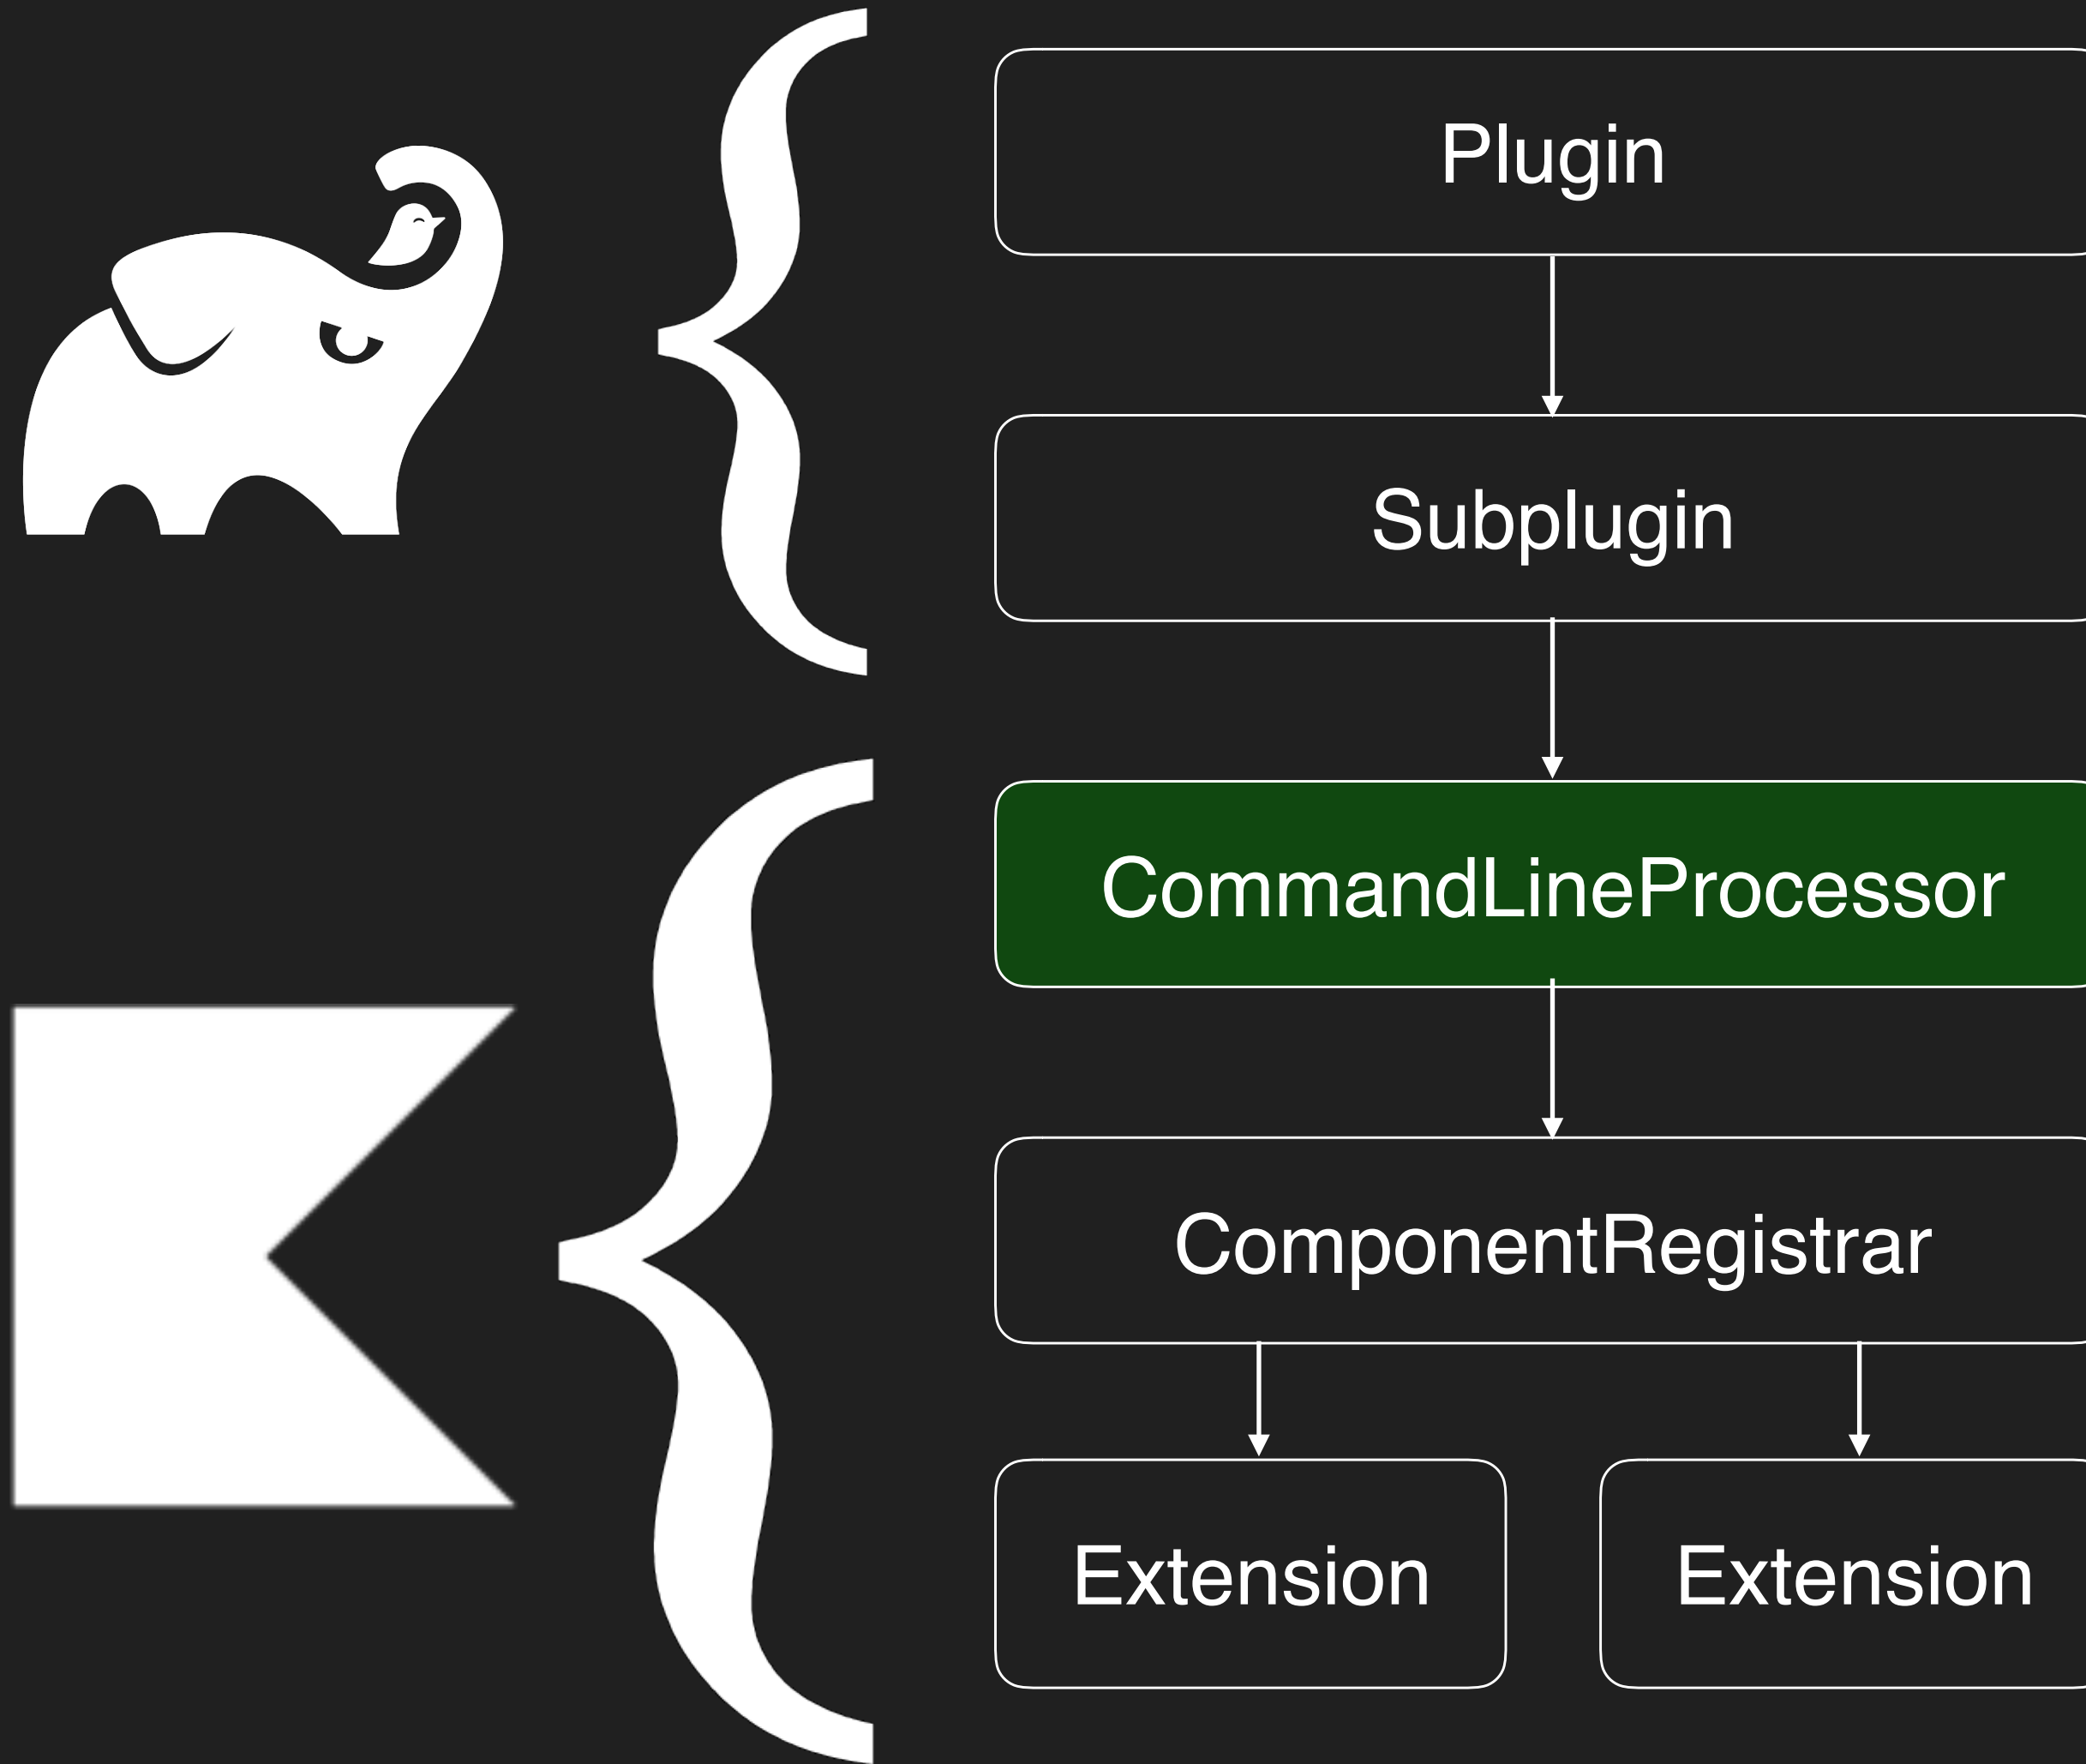 Plugin
Subplugin
CommandLineProcessor
ComponentRegistrar
Extension
Extension